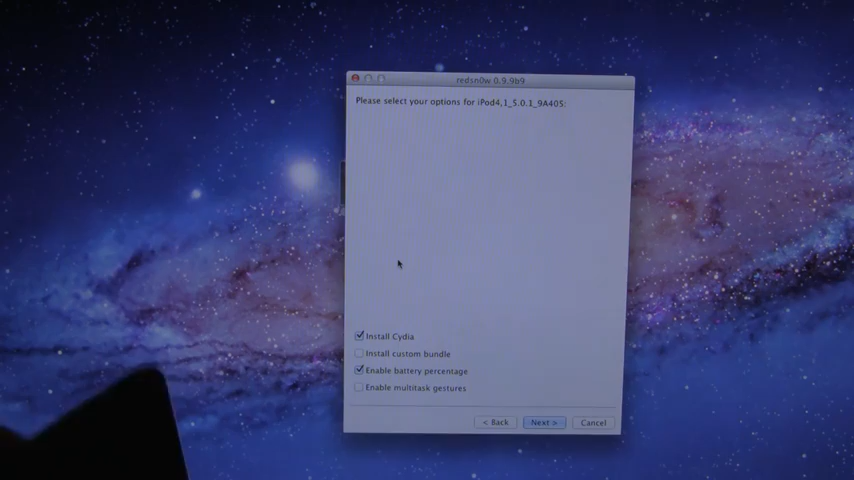 redsn0w 0.9.9b9
Please select your options for iPod4,1_5.0.1_9A405:
Install Cydia
Install custom bundle
Enable battery percentage
Enable multitask gestures
< Back
Next >
Cancel